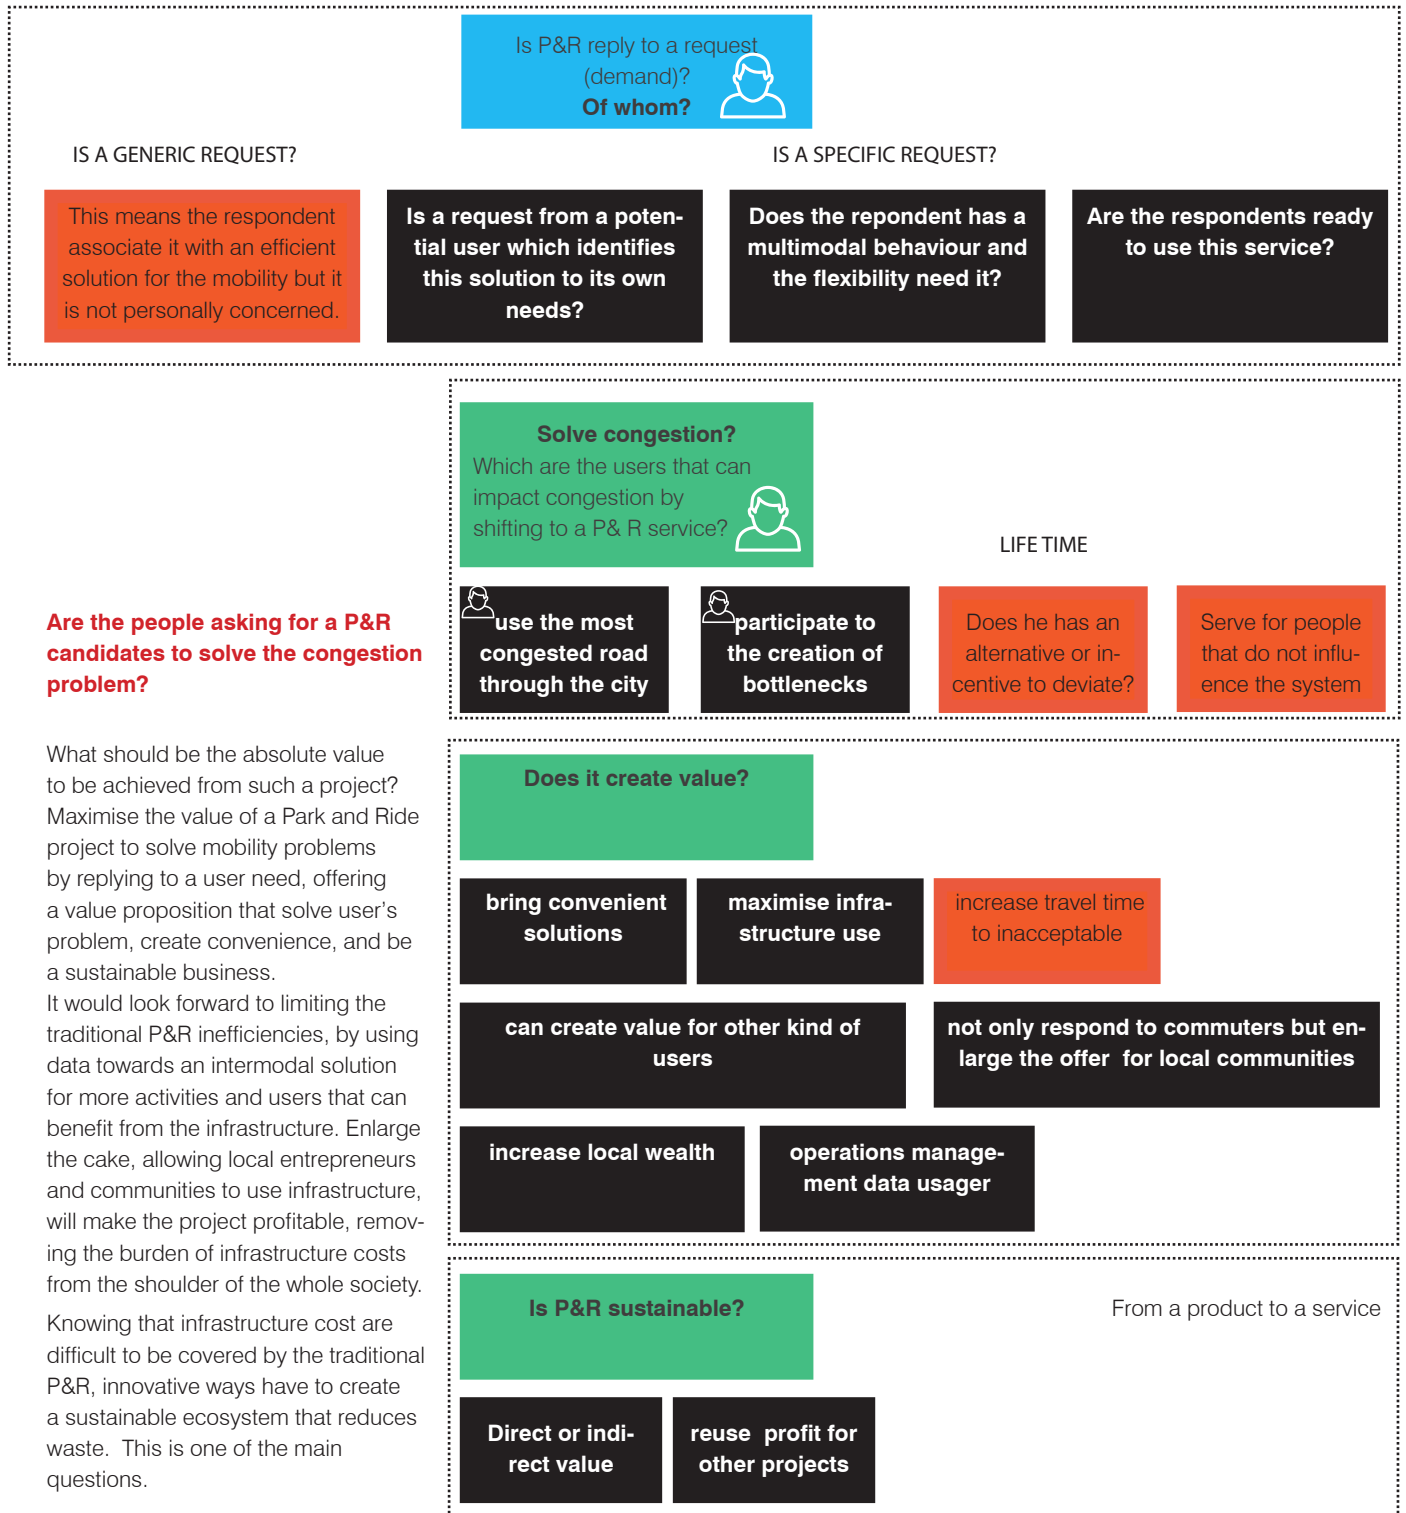 Is P&R reply to a request
(demand)?
Of whom?
IS A GENERIC REQUEST?
IS A SPECIFIC REQUEST?
This means the respondent
associate it with an efficient
solution for the mobility but it
is not personally concerned.
Is a request from a poten-
tial user which identifies
this solution to its own
needs?
Does the repondent has a
multimodal behaviour and
the flexibility need it?
Are the respondents ready
to use this service?
Solve congestion?
Which are the users that can
impact congestion by
shifting to a P& R service?
LIFE TIME
use the most
congested road
through the city
participate to
the creation of
bottlenecks
Does he has an
alternative or in-
centive to deviate?
Serve for people
that do not influ-
ence the system
Are the people asking for a P&R
candidates to solve the congestion
problem?
What should be the absolute value
to be achieved from such a project?
Maximise the value of a Park and Ride
project to solve mobility problems
by replying to a user need, offering
a value proposition that solve user's
problem, create convenience, and be
a sustainable business.
It would look forward to limiting the
traditional P&R inefficiencies, by using
data towards an intermodal solution
for more activities and users that can
benefit from the infrastructure. Enlarge
the cake, allowing local entrepreneurs
and communities to use infrastructure,
will make the project profitable, remov-
ing the burden of infrastructure costs
from the shoulder of the whole society.
Knowing that infrastructure cost are
difficult to be covered by the traditional
P&R, innovative ways have to create
a sustainable ecosystem that reduces
waste.  This is one of the main
questions.
Does it create value?
bring convenient
solutions
maximise infra-
structure use
increase travel time
to inacceptable
can create value for other kind of
users
not only respond to commuters but en-
large the offer  for local communities
increase local wealth
operations manage-
ment data usager
Is P&R sustainable?
From a product to a service
Direct or indi-
rect value
reuse  profit for
other projects